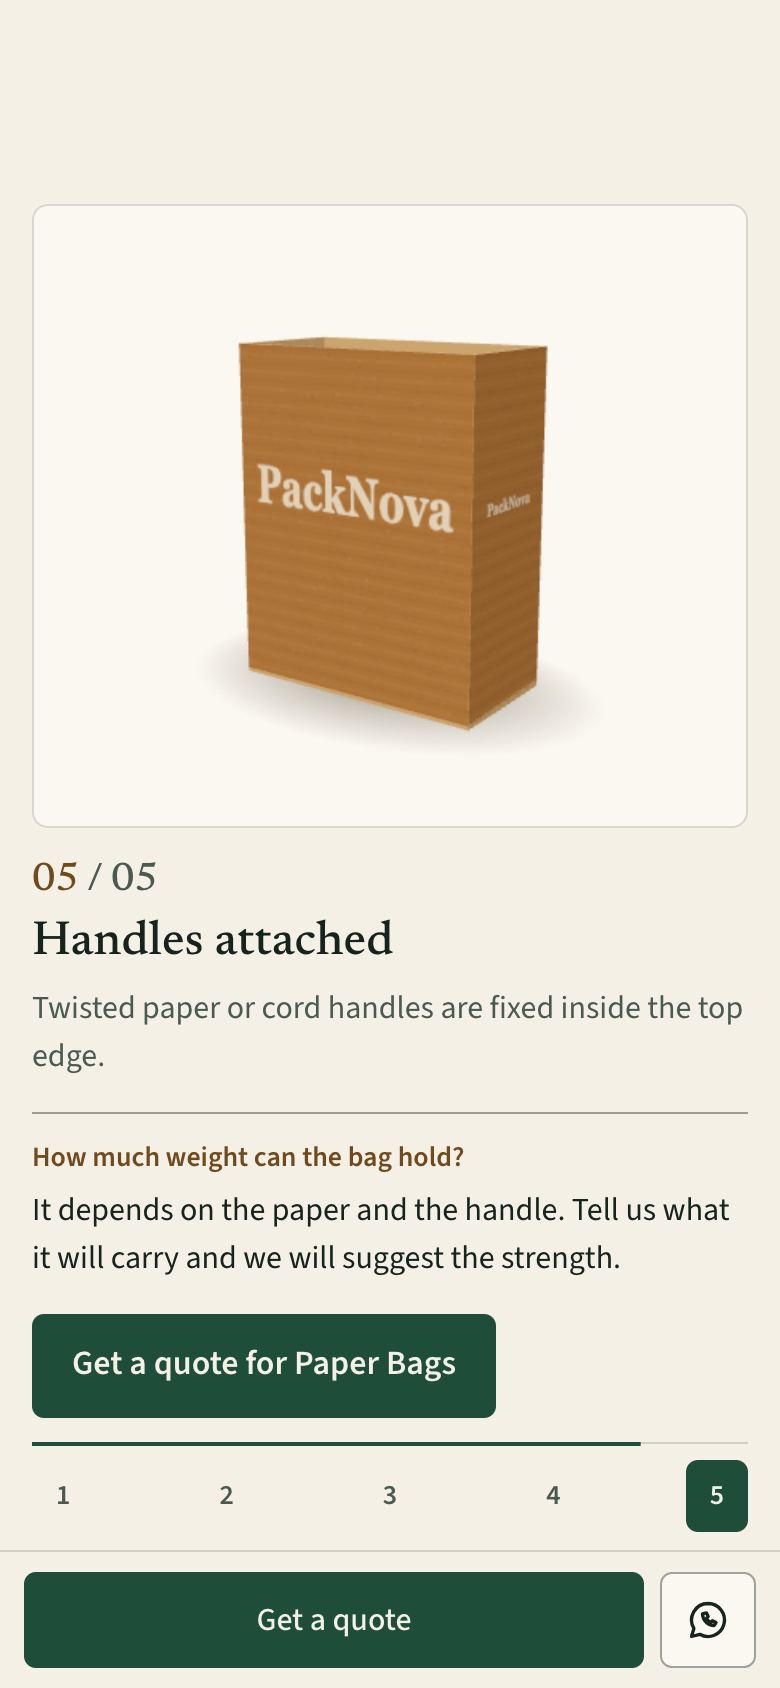 PackNova
PackNova
05 / 05
Handles attached
Twisted paper or cord handles are fixed inside the top
edge.
How much weight can the bag hold?
It depends on the paper and the handle. Tell us what
it will carry and we will suggest the strength.
Get a quote for Paper Bags
1 2 3 4 5
Get a quote